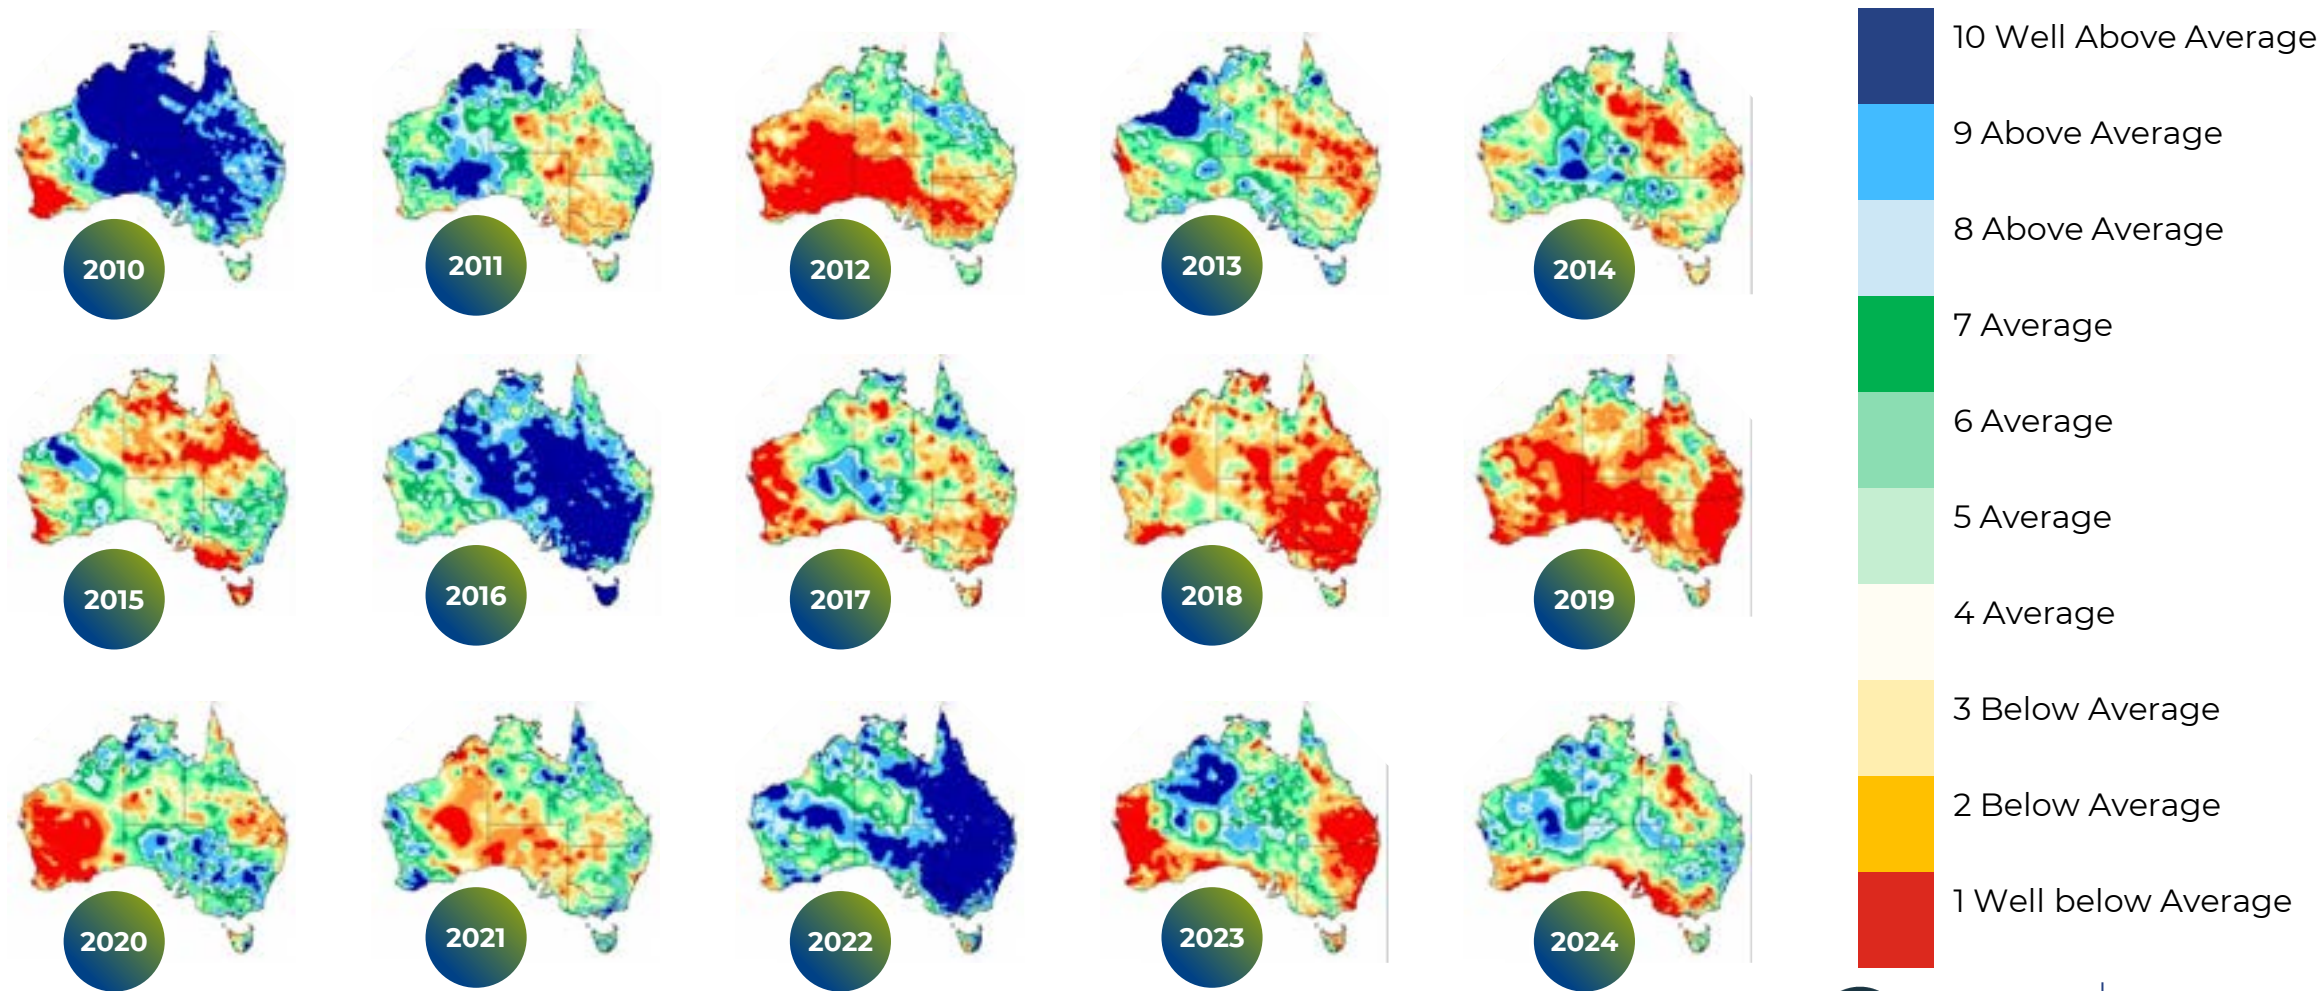 2010
2011
2012
2013
2014
2015
2016
2017
2018
2019
2020
2021
2022
2023
2024
10 Well Above Average
9 Above Average
8 Above Average
7 Average
6 Average
5 Average
4 Average
3 Below Average
2 Below Average
1 Well below Average